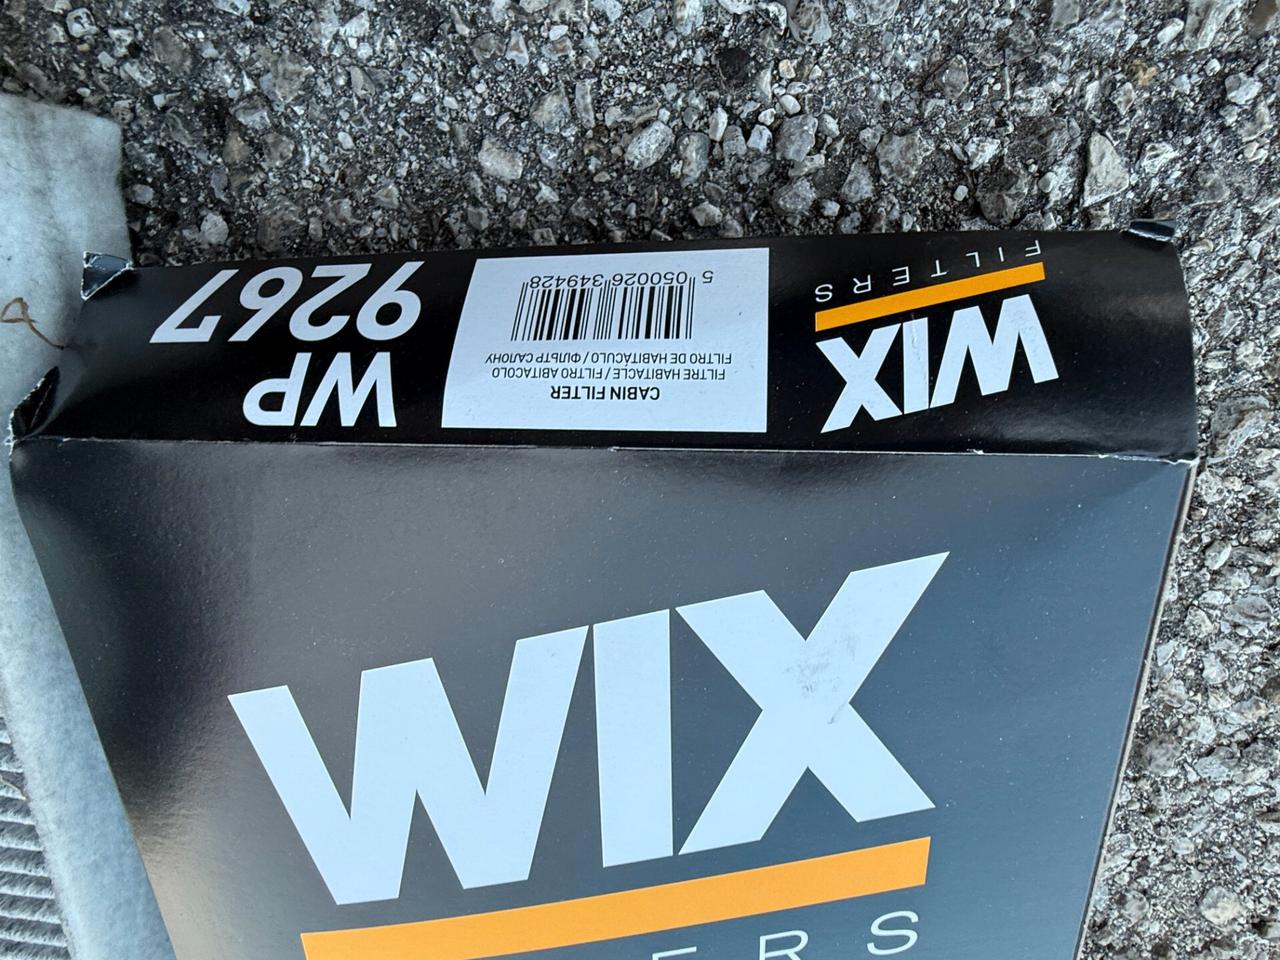 WIX
FILTERS
CABIN FILTER
FILTRE HABITACLE / FILTRO ABITACOLO
FILTRO DE HABITÁCULO / ФІЛЬТР САЛОНУ
5 050026 349428
WP
9267
WIX
ERS